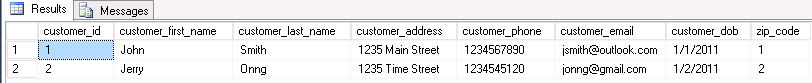 Results Messages
customer_id customer_first_name customer_last_name customer_address customer_phone customer_email customer_dob zip_code
1 1 John Smith 1235 Main Street 1234567890 jsmith@outlook.com 1/1/2011 1
2 2 Jerry Onng 1235 Time Street 1234545120 jonng@gmail.com 1/2/2011 2